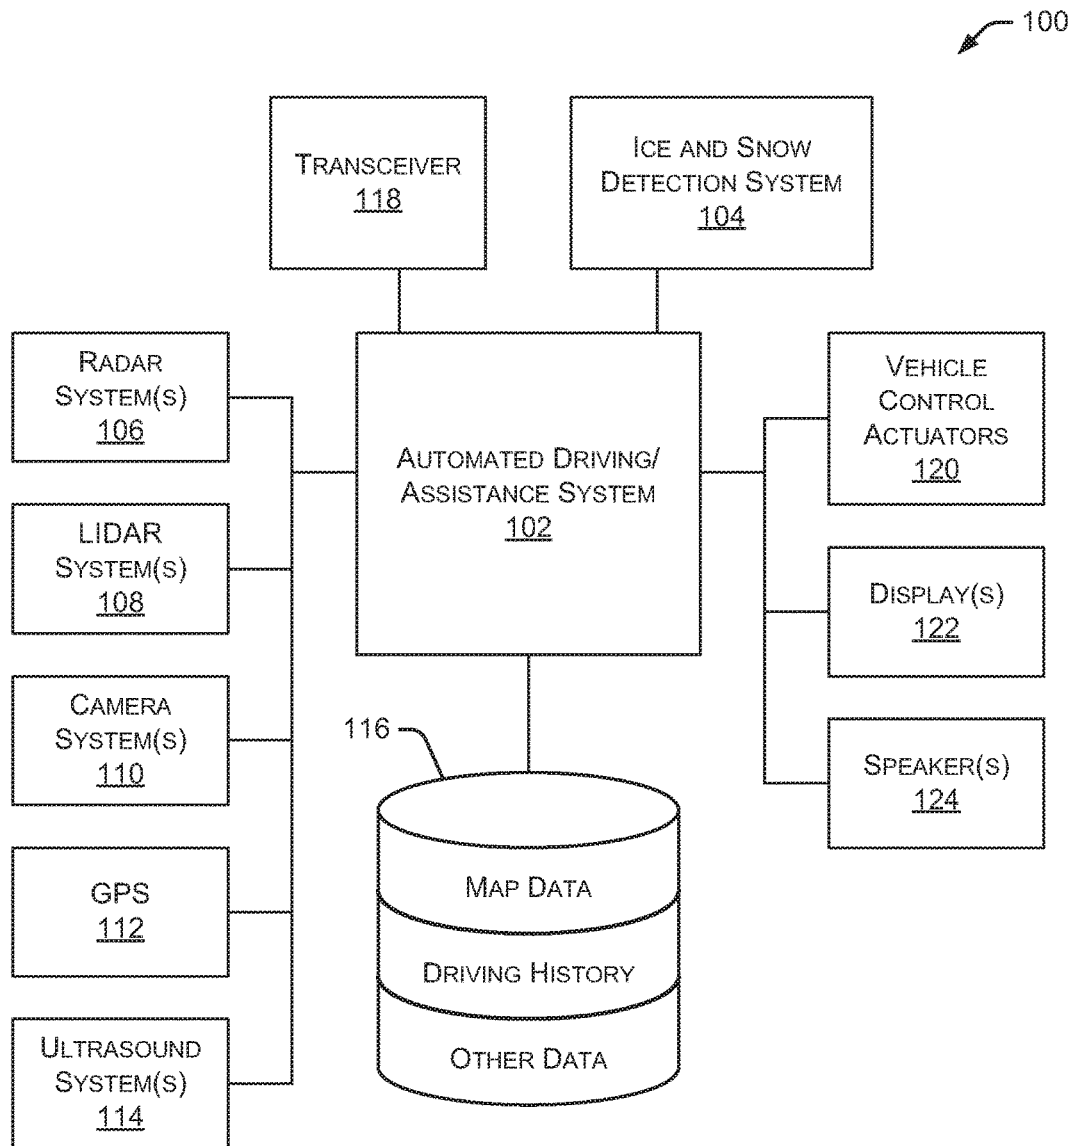 100
TRANSCEIVER
118
ICE AND SNOW
DETECTION SYSTEM
104
RADAR
SYSTEM(S)
106
LIDAR
SYSTEM(S)
108
CAMERA
SYSTEM(S)
110
GPS
112
ULTRASOUND
SYSTEM(S)
114
AUTOMATED DRIVING/
ASSISTANCE SYSTEM
102
VEHICLE
CONTROL
ACTUATORS
120
DISPLAY(S)
122
SPEAKER(S)
124
116
MAP DATA
DRIVING HISTORY
OTHER DATA